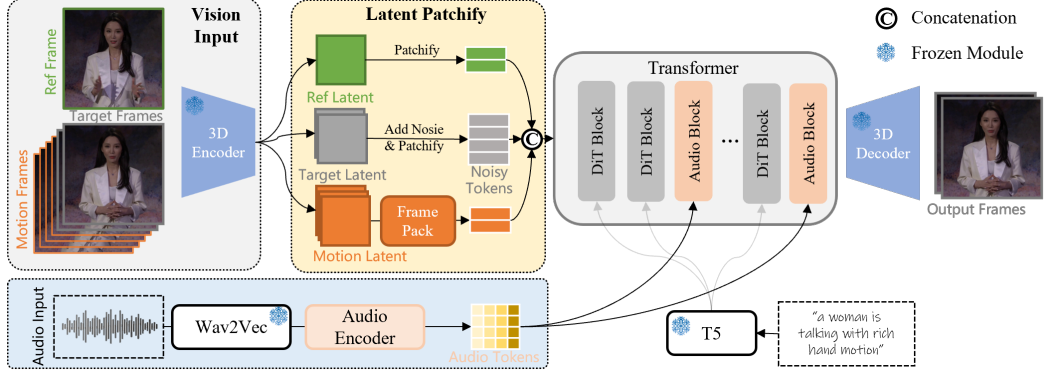 Vision
Input
Ref Frame
Target Frames
Motion Frames
3D
Encoder
Latent Patchify
Patchify
Ref Latent
Add Nosie
& Patchify
Target Latent
Noisy
Tokens
Frame
Pack
Motion Latent
C
Transformer
DiT Block
DiT Block
Audio Block
...
DiT Block
Audio Block
C Concatenation
Frozen Module
3D
Decoder
Output Frames
Audio Input
Wav2Vec
Audio
Encoder
Audio Tokens
T5
"a woman is
talking with rich
hand motion"